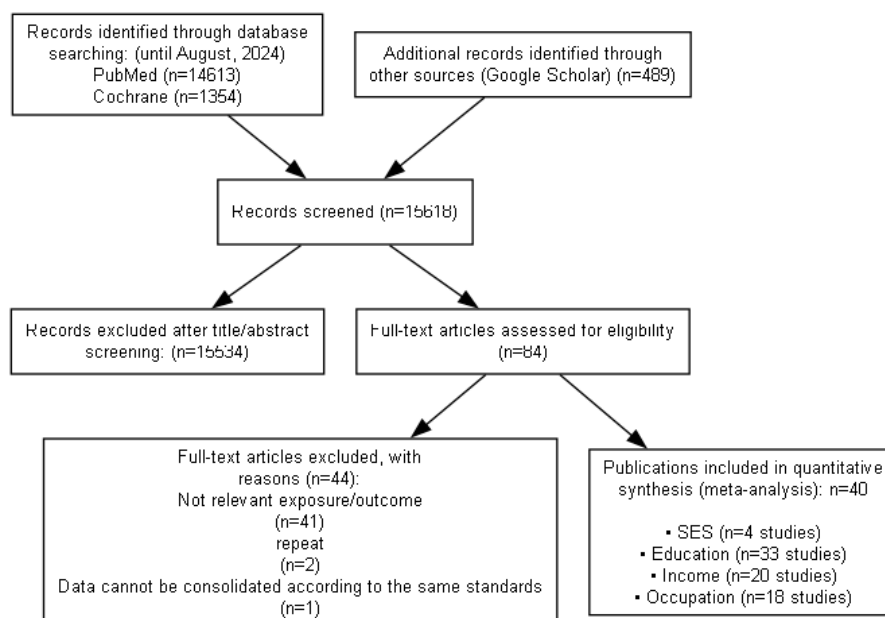 Records identified through database
searching: (until August, 2024)
PubMed (n=14613)
Cochrane (n=1354)
Additional records identified through
other sources (Google Scholar) (n=489)
Records screened (n=15618)
Records excluded after title/abstract
screening: (n=15534)
Full-text articles assessed for eligibility
(n=84)
Full-text articles excluded, with
reasons (n=44):
Not relevant exposure/outcome
(n=41)
repeat
(n=2)
Data cannot be consolidated according to the same standards
(n=1)
Publications included in quantitative
synthesis (meta-analysis): n=40
▪ SES (n=4 studies)
▪ Education (n=33 studies)
▪ Income (n=20 studies)
▪ Occupation (n=18 studies)